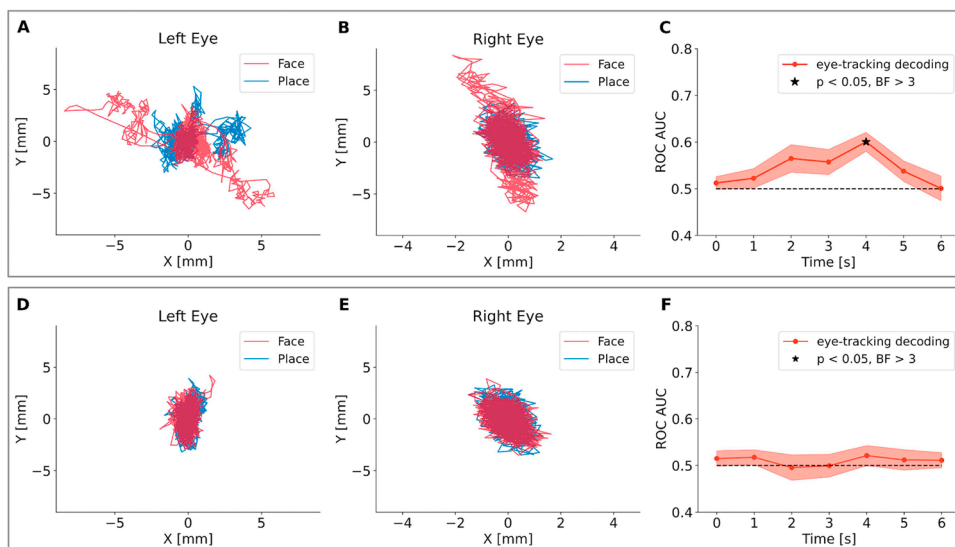 A
Left Eye
Face
Place
Y [mm]
5
0
−5
−5
0
5
X [mm]
B
Right Eye
Face
Place
Y [mm]
5
0
−5
−4
−2
0
2
4
X [mm]
C
eye-tracking decoding
p < 0.05, BF > 3
ROC AUC
0.8
0.7
0.6
0.5
0.4
0
1
2
3
4
5
6
Time [s]
D
Left Eye
Face
Place
Y [mm]
5
0
−5
−5
0
5
X [mm]
E
Right Eye
Face
Place
Y [mm]
5
0
−5
−4
−2
0
2
4
X [mm]
F
eye-tracking decoding
p < 0.05, BF > 3
ROC AUC
0.8
0.7
0.6
0.5
0.4
0
1
2
3
4
5
6
Time [s]